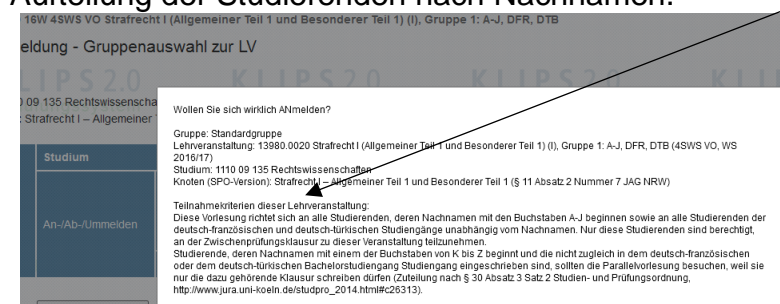 Aufteilung der Studierenden nach Nachnamen:
16W 4SWS VO Strafrecht I (Allgemeiner Teil 1 und Besonderer Teil 1) (I), Gruppe 1: A-J, DFR, DTB
eldung - Gruppenauswahl zur LV
KLIPS 2.0 KLIPS 2.0 KLIPS 2.0 KLI
09 135 Rechtswissenscha
Strafrecht I – Allgemeiner
Wollen Sie sich wirklich ANmelden?
Gruppe: Standardgruppe
Lehrveranstaltung: 13980.0020 Strafrecht I (Allgemeiner Teil 1 und Besonderer Teil 1) (I), Gruppe 1: A-J, DFR, DTB (4SWS VO, WS
2016/17)
Studium
Studium: 1110 09 135 Rechtswissenschaften
Knoten (SPO-Version): Strafrecht I – Allgemeiner Teil 1 und Besonderer Teil 1 (§ 11 Absatz 2 Nummer 7 JAG NRW)
Teilnahmekriterien dieser Lehrveranstaltung:
An-/Ab-/Ummelden
Diese Vorlesung richtet sich an alle Studierenden, deren Nachnamen mit den Buchstaben A-J beginnen sowie an alle Studierenden der
deutsch-französischen und deutsch-türkischen Studiengänge unabhängig vom Nachnamen. Nur diese Studierenden sind berechtigt,
an der Zwischenprüfungsklausur zu dieser Veranstaltung teilzunehmen.
Studierende, deren Nachnamen mit einem der Buchstaben von K bis Z beginnt und die nicht zugleich in dem deutsch-französischen
oder dem deutsch-türkischen Bachelorstudiengang Studiengang eingeschrieben sind, sollten die Parallelvorlesung besuchen, weil sie
nur die dazu gehörende Klausur schreiben dürfen (Zuteilung nach § 30 Absatz 3 Satz 2 Studien- und Prüfungsordnung,
http://www.jura.uni-koeln.de/studpro_2014.html#c26313).